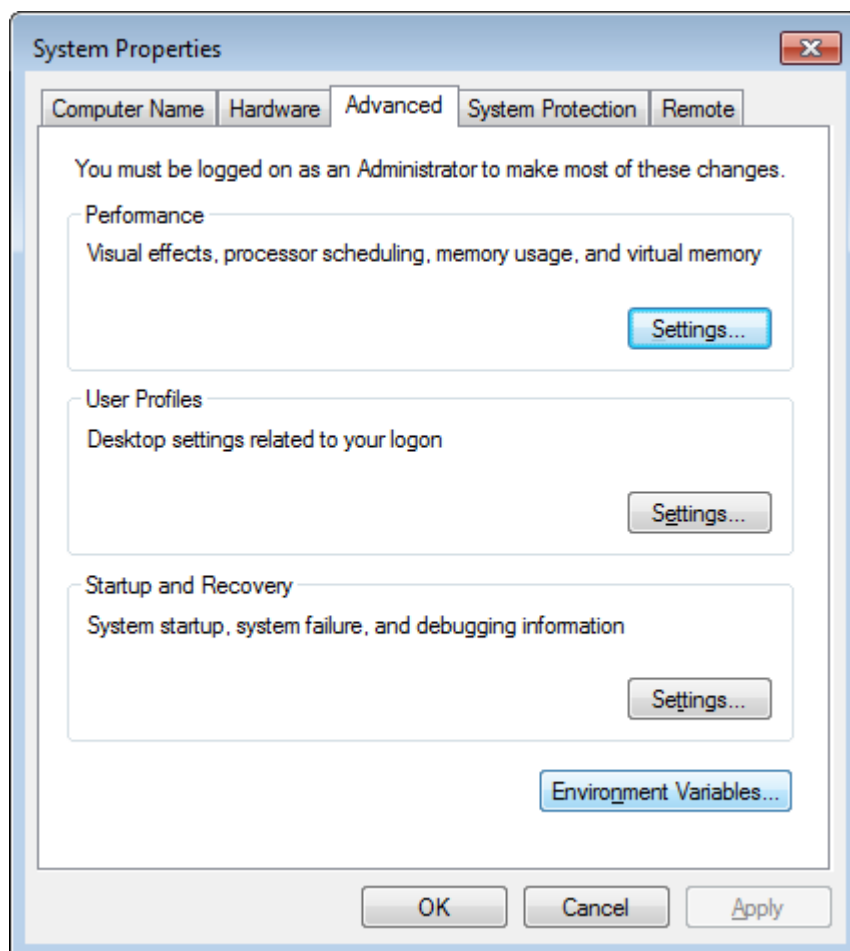 System Properties
Computer Name Hardware Advanced System Protection Remote
You must be logged on as an Administrator to make most of these changes.
Performance
Visual effects, processor scheduling, memory usage, and virtual memory
Settings...
User Profiles
Desktop settings related to your logon
Settings...
Startup and Recovery
System startup, system failure, and debugging information
Settings...
Environment Variables...
OK Cancel Apply